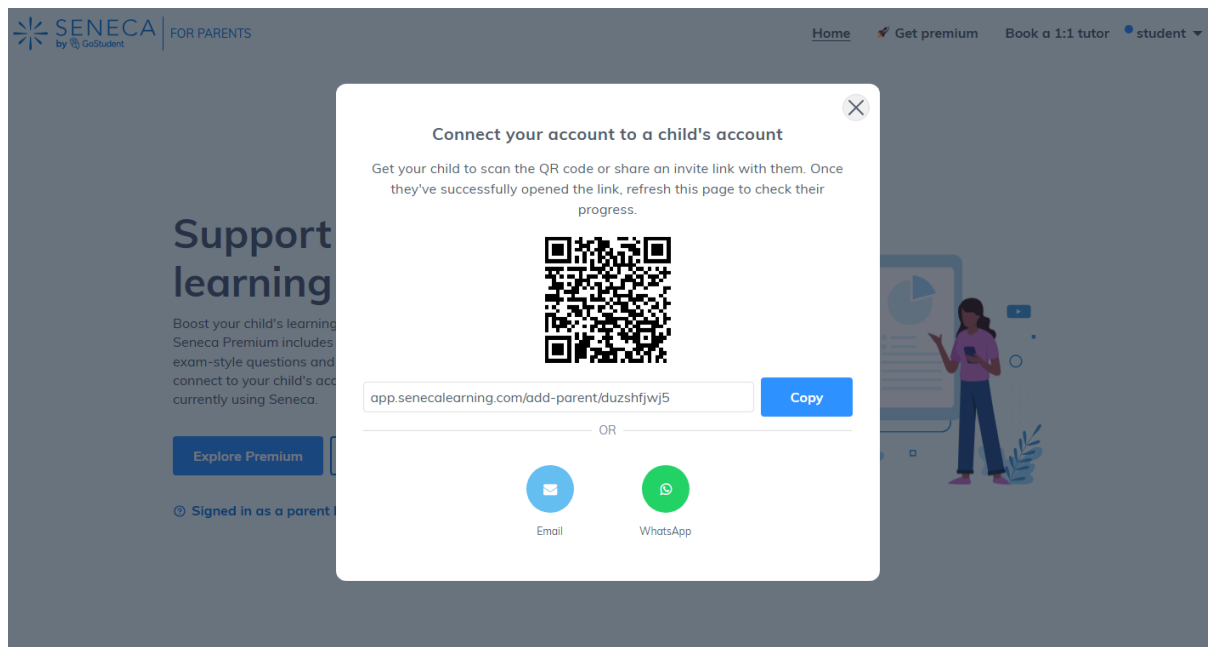 SENECA
by GoStudent
FOR PARENTS
Home
Get premium
Book a 1:1 tutor
student
Connect your account to a child's account
Get your child to scan the QR code or share an invite link with them. Once
they've successfully opened the link, refresh this page to check their
progress.
app.senecalearning.com/add-parent/duzshfjwj5
Copy
OR
Email
WhatsApp
Support
learning
Boost your child's learning
Seneca Premium includes
exam-style questions and
connect to your child's
currently using Seneca.
Explore Premium
Signed in as a parent